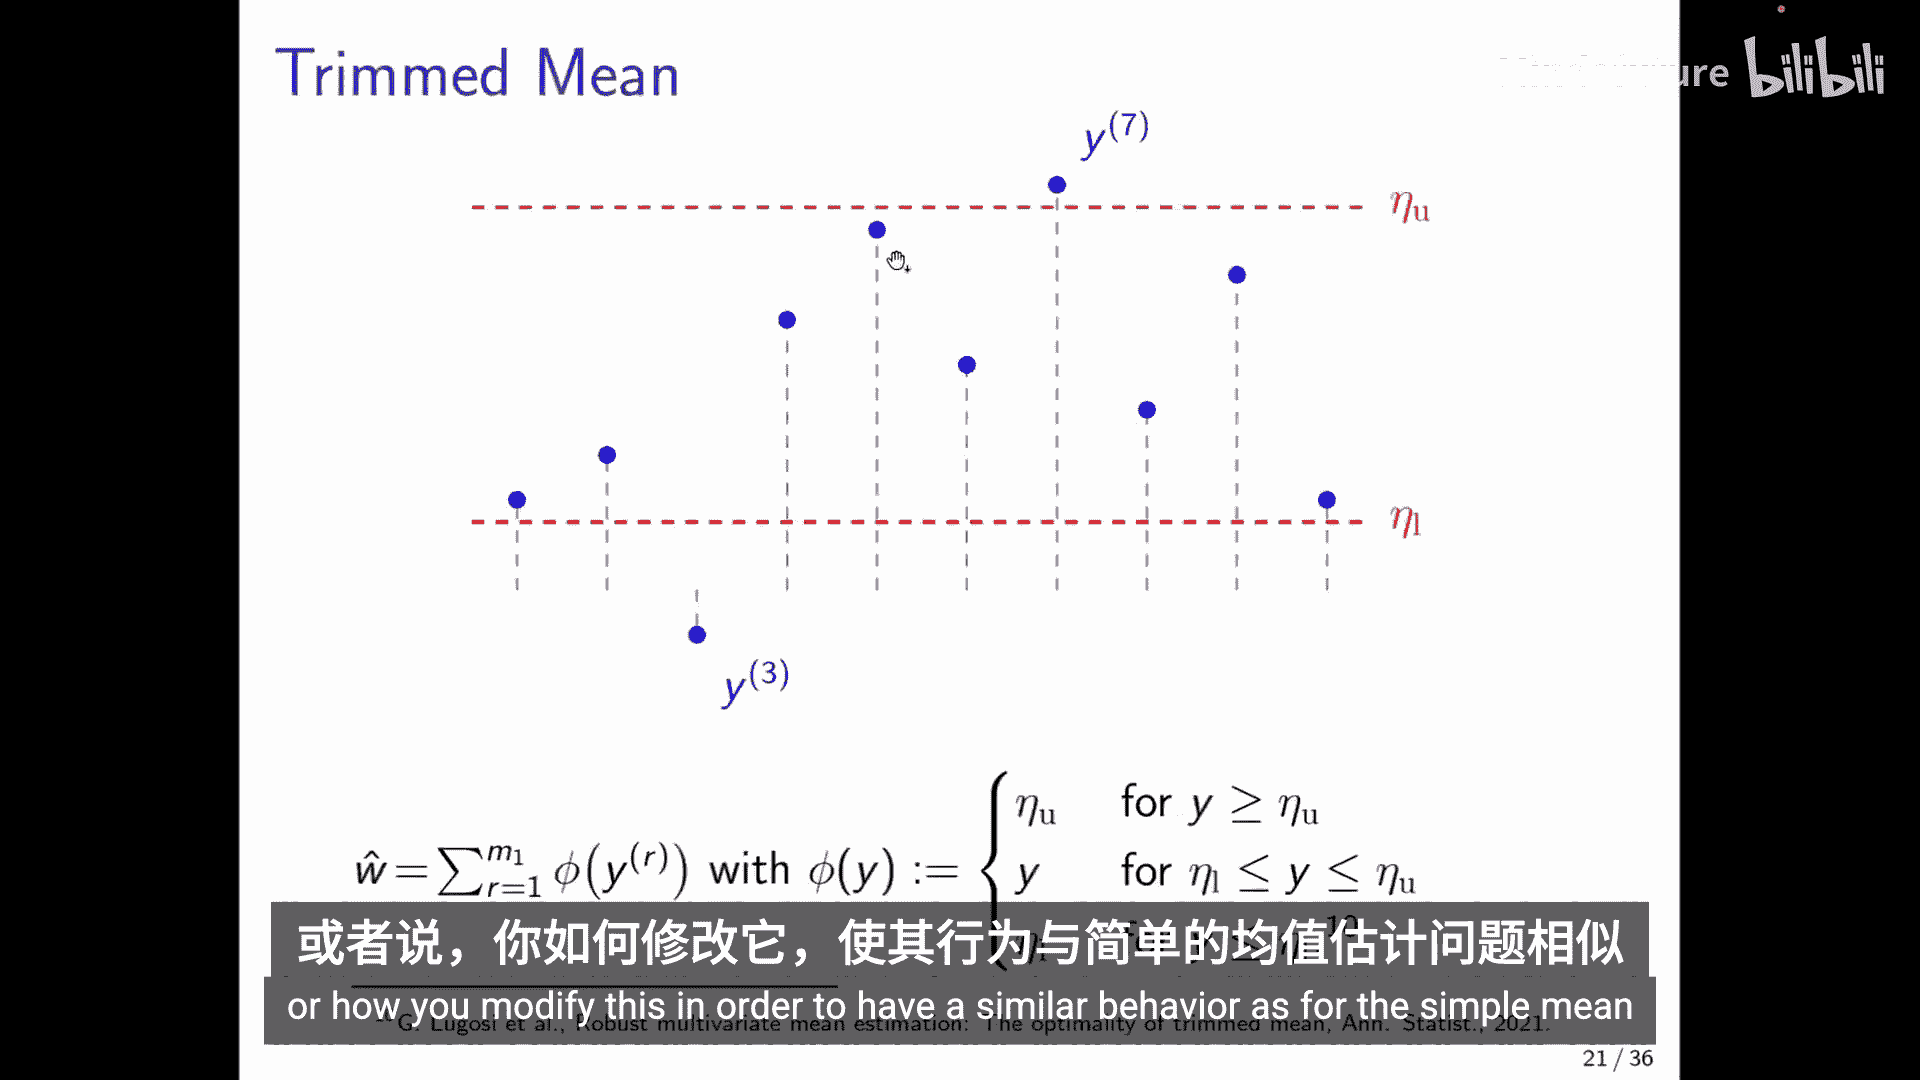 Trimmed Mean
ure bilibili
y^(7)
η_u
η_l
y^(3)
η_u for y ≥ η_u
ŵ = ∑_{r=1}^{m_1} φ(y^(r)) with φ(y) := { y for η_l ≤ y ≤ η_u
10
或者说，你如何修改它，使其行为与简单的均值估计问题相似
or how you modify this in order to have a similar behavior as for the simple mean
G. Lugosi et al., Robust multivariate mean estimation: The optimality of trimmed mean, Ann. Statist., 2021.
21 / 36